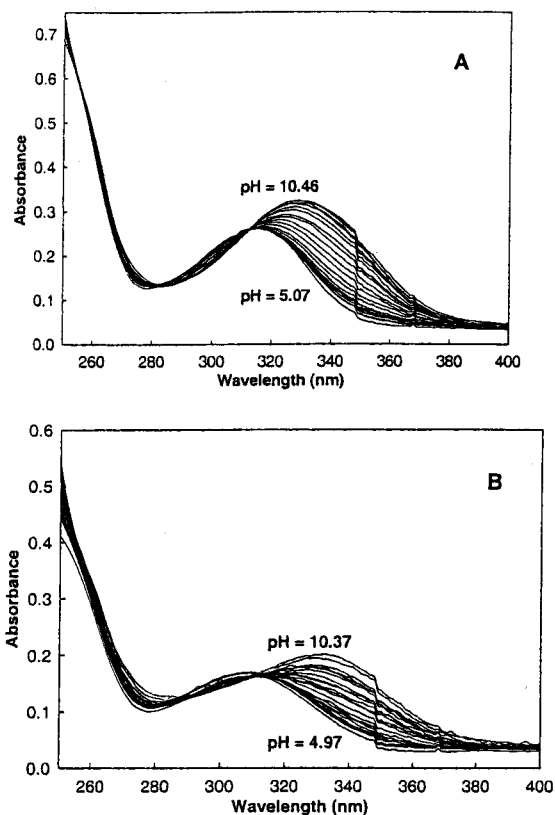 0.7
0.6
0.5
0.4
0.3
0.2
0.1
0.0
Absorbance
A
pH = 10.46
pH = 5.07
260 280 300 320 340 360 380 400
Wavelength (nm)
0.6
0.5
0.4
0.3
0.2
0.1
0.0
Absorbance
B
pH = 10.37
pH = 4.97
260 280 300 320 340 360 380 400
Wavelength (nm)